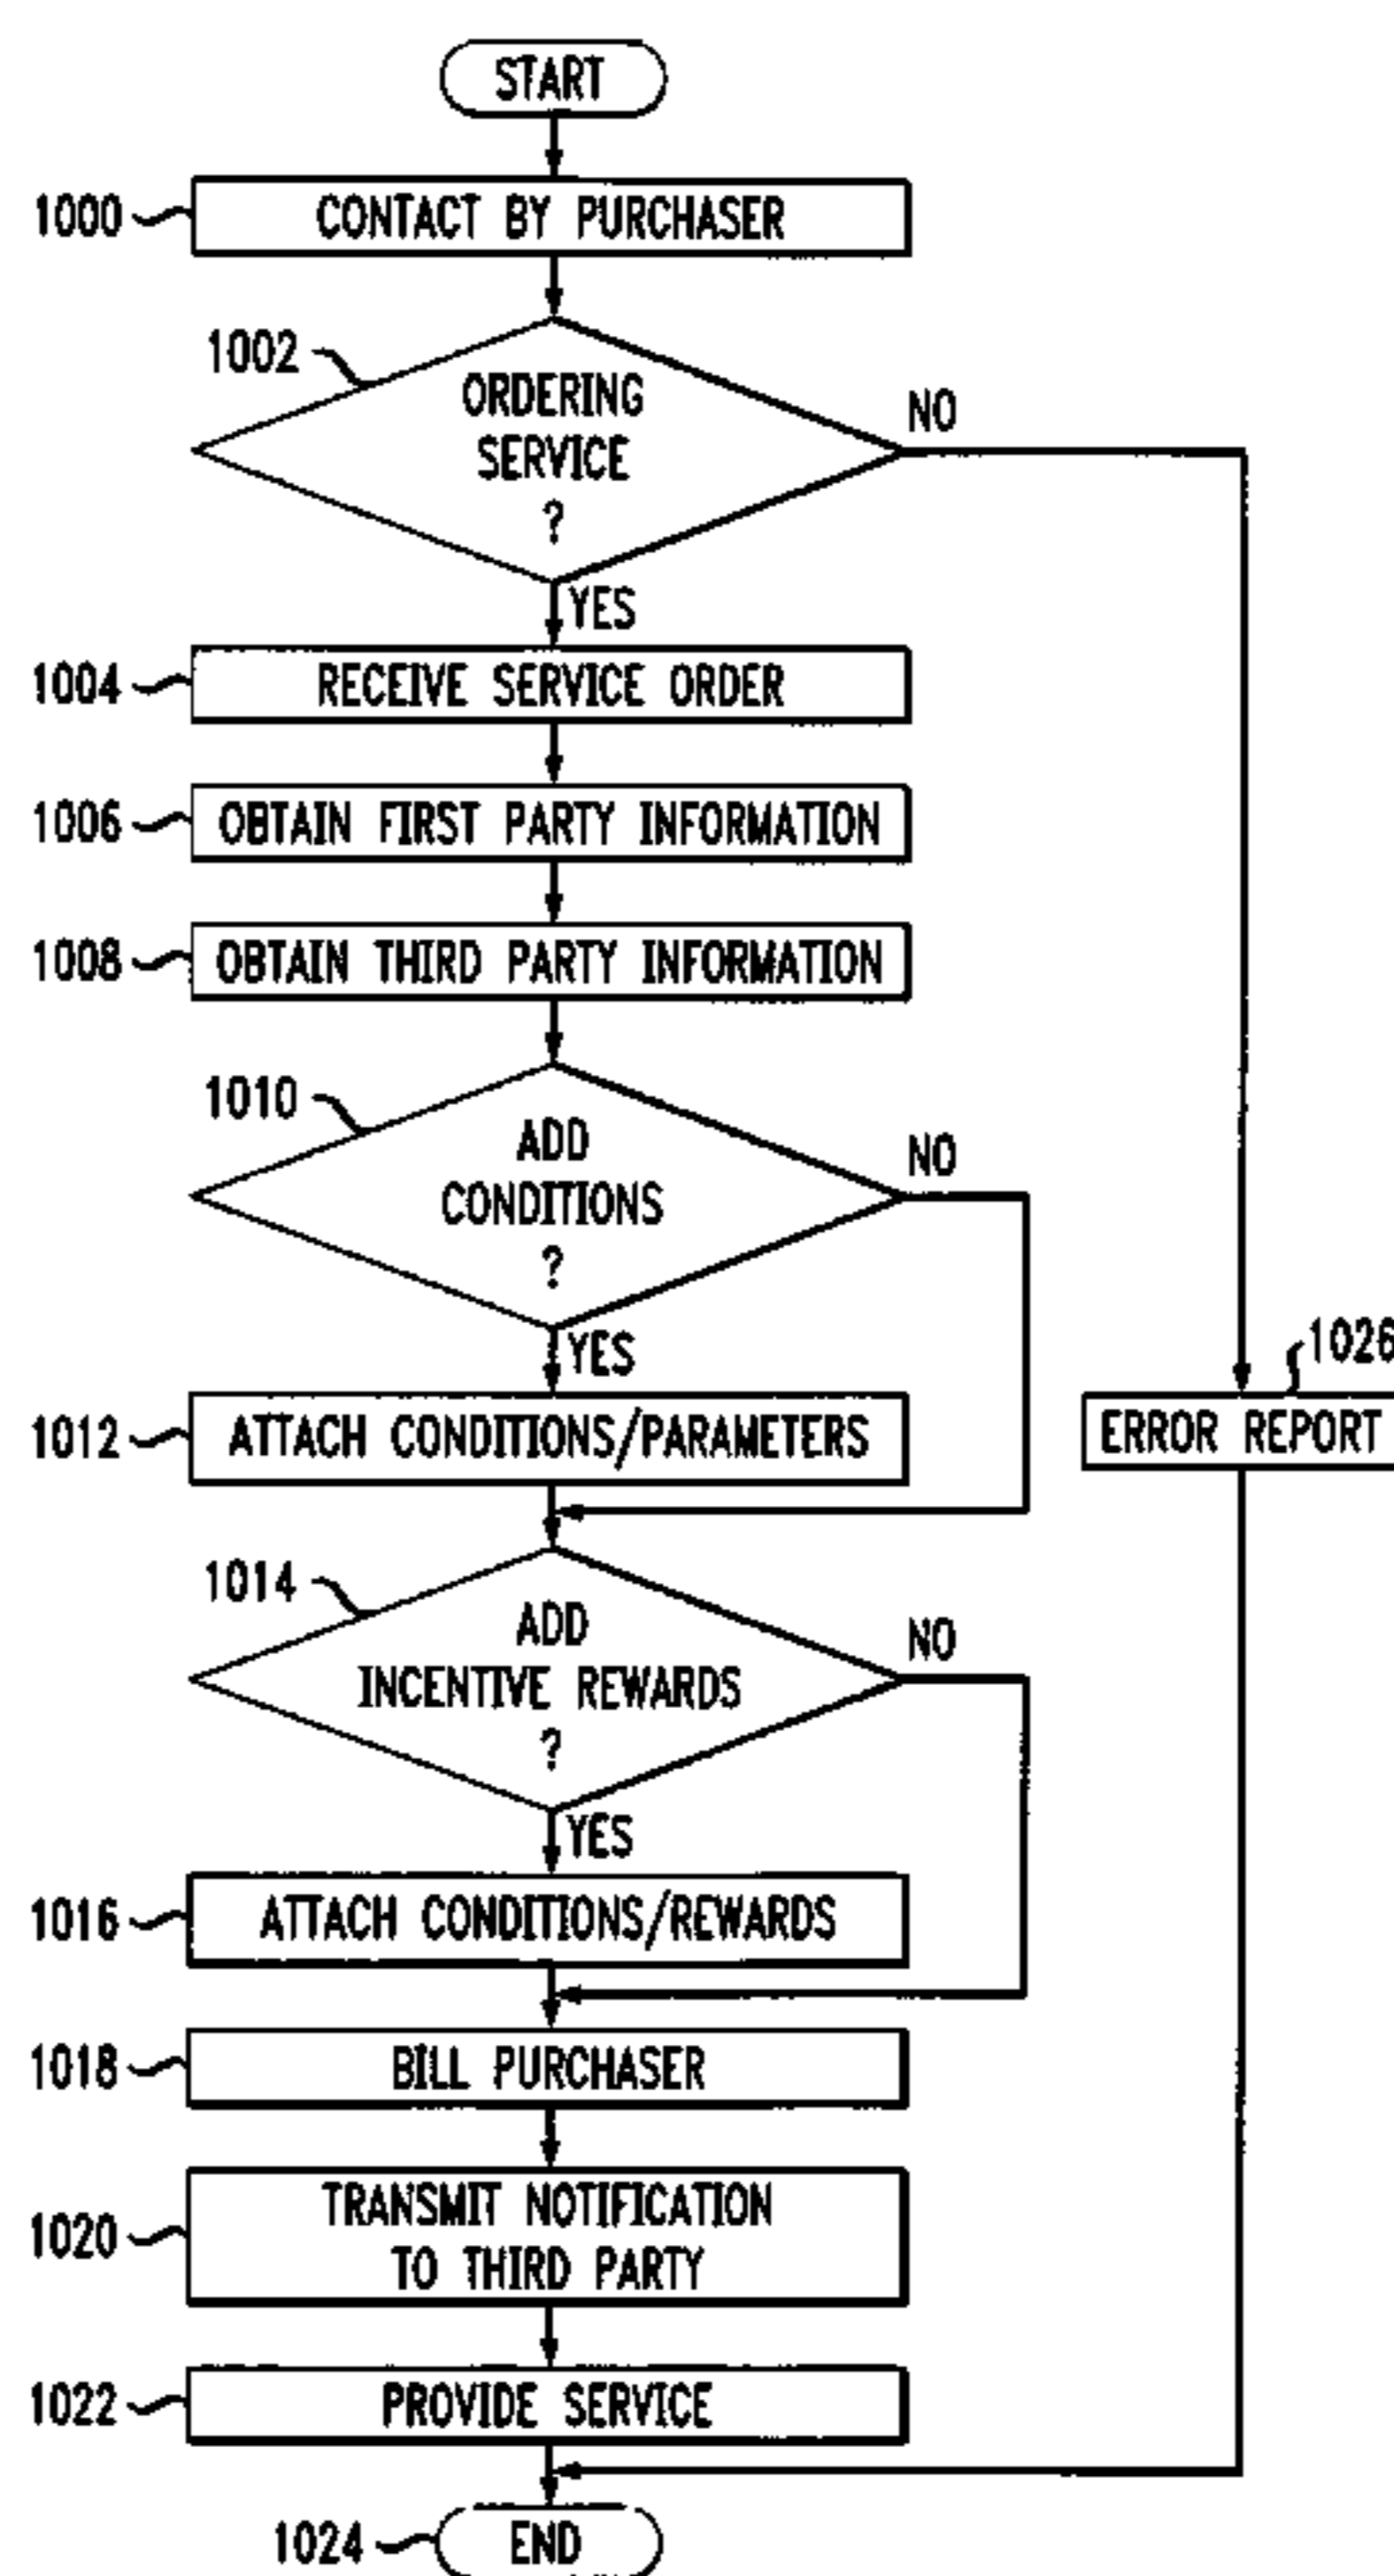 START
1000
CONTACT BY PURCHASER
1002
ORDERING
SERVICE
?
NO
YES
1004
RECEIVE SERVICE ORDER
1006
OBTAIN FIRST PARTY INFORMATION
1008
OBTAIN THIRD PARTY INFORMATION
1010
ADD
CONDITIONS
?
NO
YES
1026
1012
ATTACH CONDITIONS/PARAMETERS
ERROR REPORT
1014
ADD
INCENTIVE REWARDS
?
NO
YES
1016
ATTACH CONDITIONS/REWARDS
1018
BILL PURCHASER
1020
TRANSMIT NOTIFICATION
TO THIRD PARTY
1022
PROVIDE SERVICE
1024
END